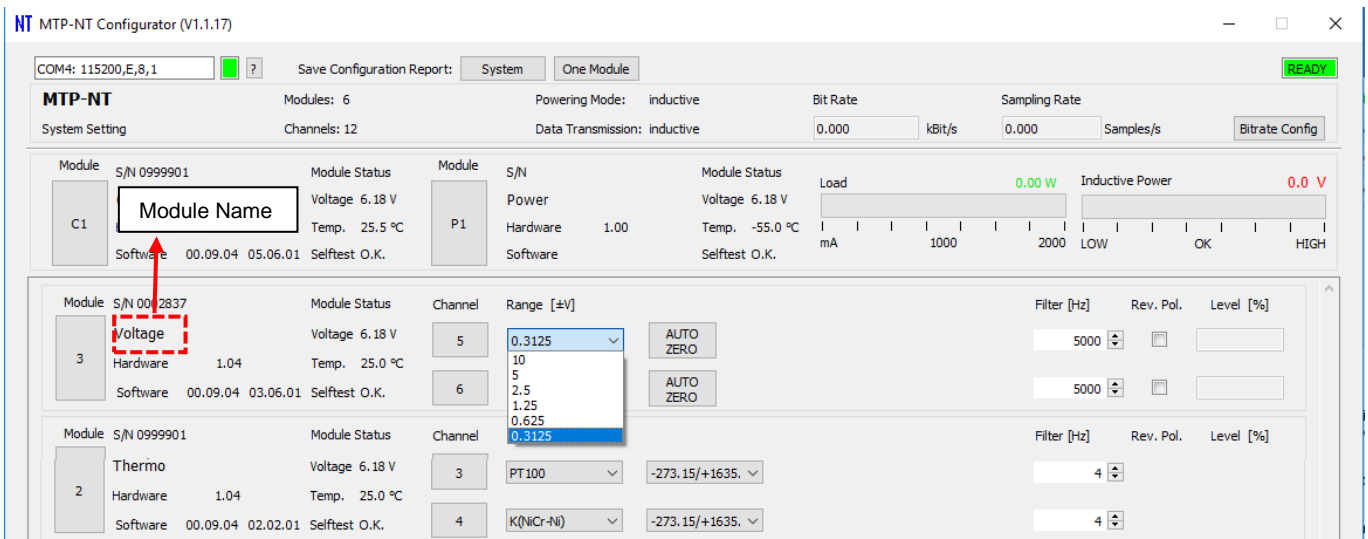 NT MTP-NT Configurator (V1.1.17)
COM4: 115200,E,8,1 ? Save Configuration Report: System One Module READY
MTP-NT Modules: 6 Powering Mode: inductive Bit Rate Sampling Rate
System Setting Channels: 12 Data Transmission: inductive 0.000 kBit/s 0.000 Samples/s Bitrate Config
Module S/N 0999901 Module Status Module S/N Module Status Load 0.00 W Inductive Power 0.0 V
Module Name Voltage 6.18 V Power Voltage 6.18 V
C1 Temp. 25.5 ºC P1 Hardware 1.00 Temp. -55.0 ºC mA 1000 2000 LOW OK HIGH
Software 00.09.04 05.06.01 Selftest O.K. Software Selftest O.K.
Module S/N 0002837 Module Status Channel Range [±V] Filter [Hz] Rev. Pol. Level [%]
Voltage Voltage 6.18 V 5 0.3125 AUTO ZERO 5000
3 Hardware 1.04 Temp. 25.0 ºC
Software 00.09.04 03.06.01 Selftest O.K. 6 AUTO ZERO 5000
10
5
2.5
1.25
0.625
0.3125
Module S/N 0999901 Module Status Channel Filter [Hz] Rev. Pol. Level [%]
Thermo Voltage 6.18 V 3 PT100 -273.15/+1635. 4
2 Hardware 1.04 Temp. 25.0 ºC
Software 00.09.04 02.02.01 Selftest O.K. 4 K(NiCr-Ni) -273.15/+1635. 4